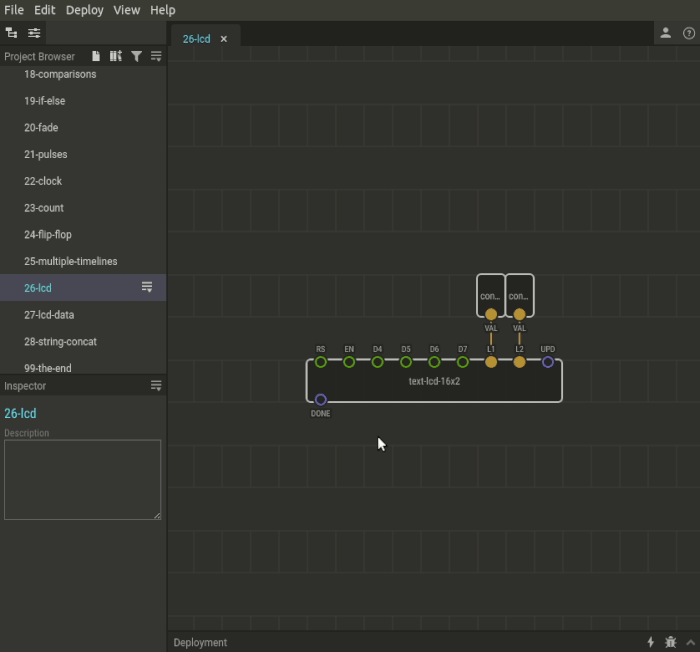 File Edit Deploy View Help
26-lcd ×
Project Browser
18-comparisons
19-if-else
20-fade
21-pulses
22-clock
23-count
24-flip-flop
25-multiple-timelines
26-lcd
27-lcd-data
28-string-concat
99-the-end
Inspector
26-lcd
Description
con... con...
VAL VAL
RS EN D4 D5 D6 D7 L1 L2 UPD
text-lcd-16x2
DONE
Deployment